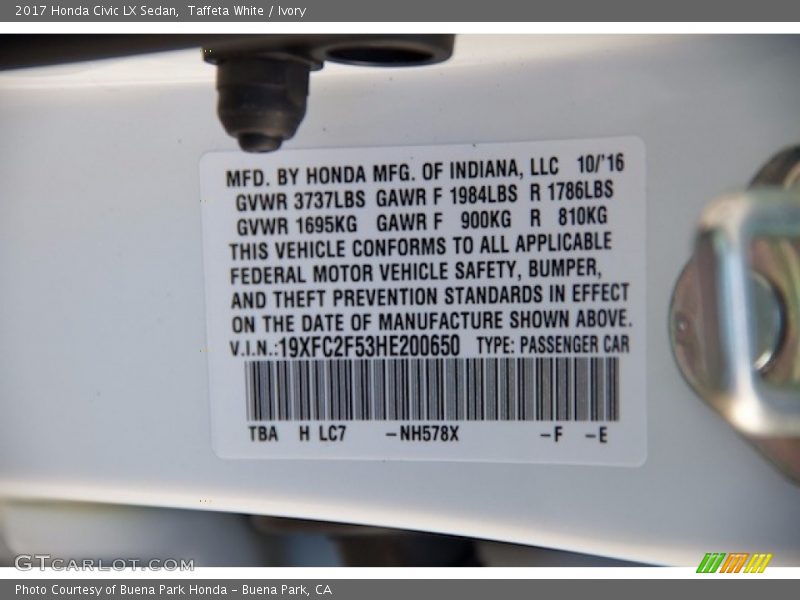 2017 Honda Civic LX Sedan,  Taffeta White / Ivory
MFD. BY HONDA MFG. OF INDIANA, LLC  10/'16
GVWR 3737LBS  GAWR F 1984LBS  R 1786LBS
GVWR 1695KG  GAWR F  900KG  R  810KG
THIS VEHICLE CONFORMS TO ALL APPLICABLE
FEDERAL MOTOR VEHICLE SAFETY, BUMPER,
AND THEFT PREVENTION STANDARDS IN EFFECT
ON THE DATE OF MANUFACTURE SHOWN ABOVE.
V.I.N.:19XFC2F53HE200650  TYPE: PASSENGER CAR
TBA  H LC7  -NH578X  -F  -E
GTcarlot.com
Photo Courtesy of Buena Park Honda - Buena Park, CA